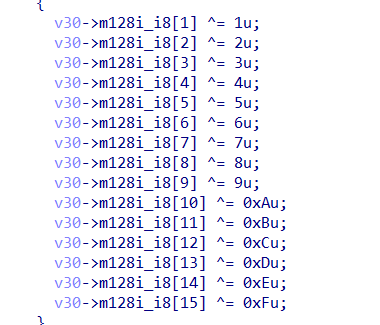 {
v30->m128i_i8[1] ^= 1u;
v30->m128i_i8[2] ^= 2u;
v30->m128i_i8[3] ^= 3u;
v30->m128i_i8[4] ^= 4u;
v30->m128i_i8[5] ^= 5u;
v30->m128i_i8[6] ^= 6u;
v30->m128i_i8[7] ^= 7u;
v30->m128i_i8[8] ^= 8u;
v30->m128i_i8[9] ^= 9u;
v30->m128i_i8[10] ^= 0xAu;
v30->m128i_i8[11] ^= 0xBu;
v30->m128i_i8[12] ^= 0xCu;
v30->m128i_i8[13] ^= 0xDu;
v30->m128i_i8[14] ^= 0xEu;
v30->m128i_i8[15] ^= 0xFu;
}